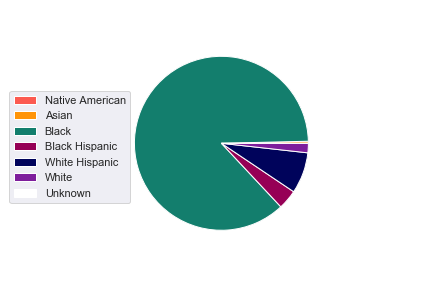 Native American
Asian
Black
Black Hispanic
White Hispanic
White
Unknown